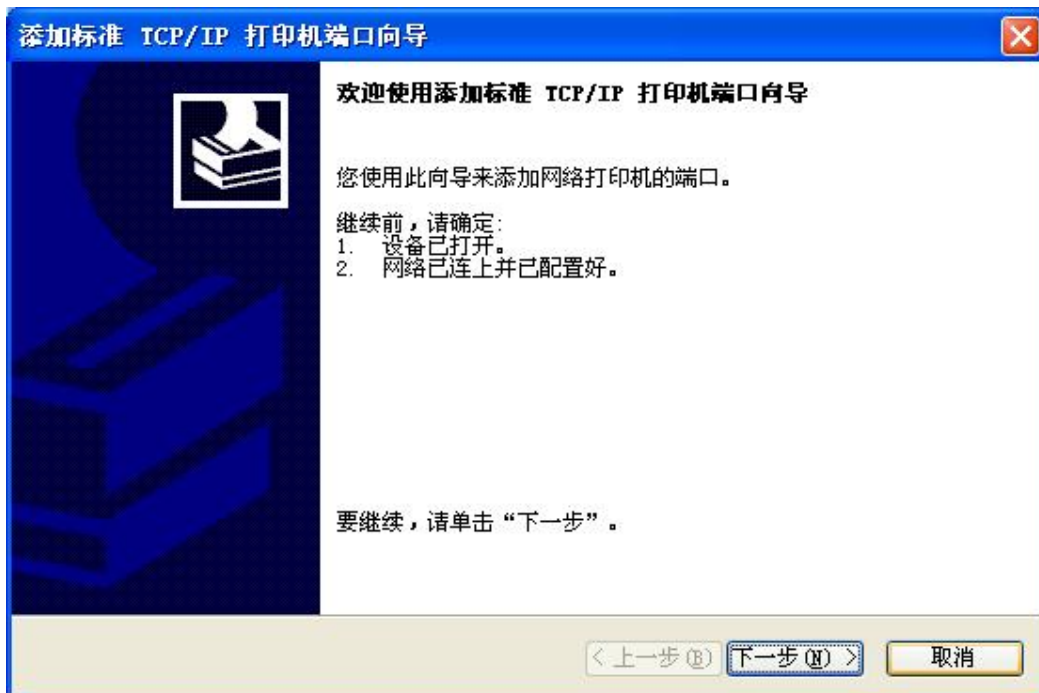 添加标准 TCP/IP 打印机端口向导
欢迎使用添加标准 TCP/IP 打印机端口向导
您使用此向导来添加网络打印机的端口。
继续前，请确定:
1. 设备已打开。
2. 网络已连上并已配置好。
要继续，请单击“下一步”。
< 上一步(B) 下一步(N) > 取消